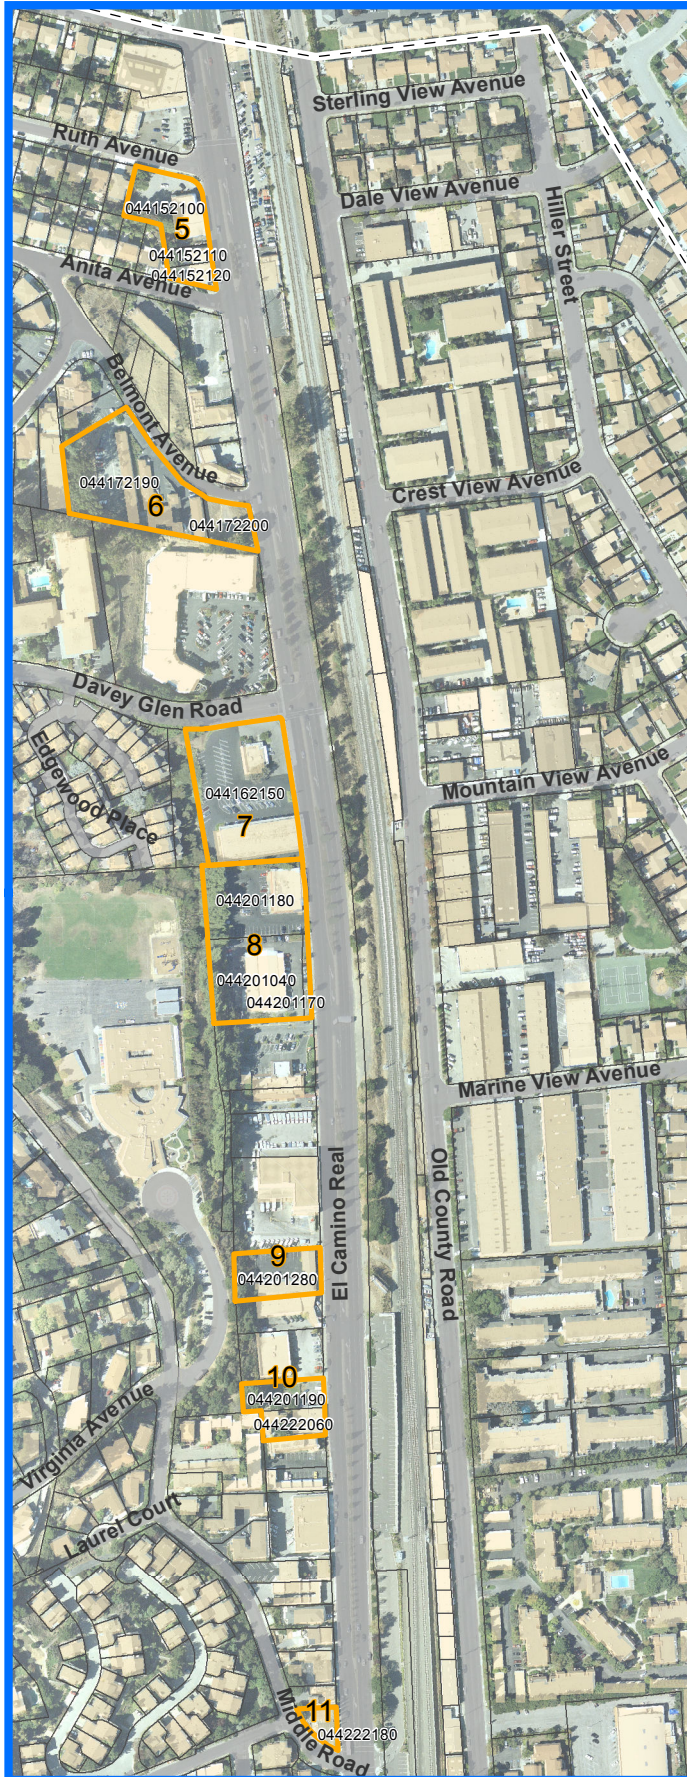 Sterling View Avenue
Ruth Avenue
Dale View Avenue
044152100
5
Hiller Street
044152110
Anita Avenue
044152120
Belmont Avenue
Crest View Avenue
044172190
6
044172200
Davey Glen Road
Edgewood Place
Mountain View Avenue
044162150
7
044201180
8
044201040
044201170
Marine View Avenue
El Camino Real
Old County Road
9
044201280
10
044201190
044222060
Virginia Avenue
Laurel Court
11
044222180
Middle Road